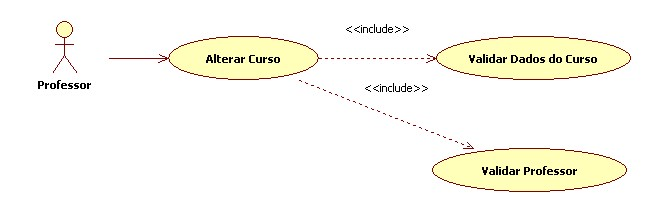 <<include>>
Alterar Curso
Validar Dados do Curso
Professor
<<include>>
Validar Professor